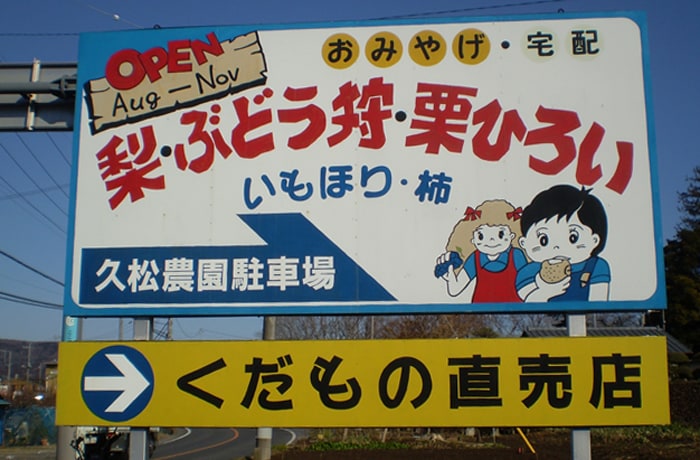 OPEN
Aug－Nov
おみやげ・宅配
梨・ぶどう狩・栗ひろい
いもほり・柿
久松農園駐車場
くだもの直売店